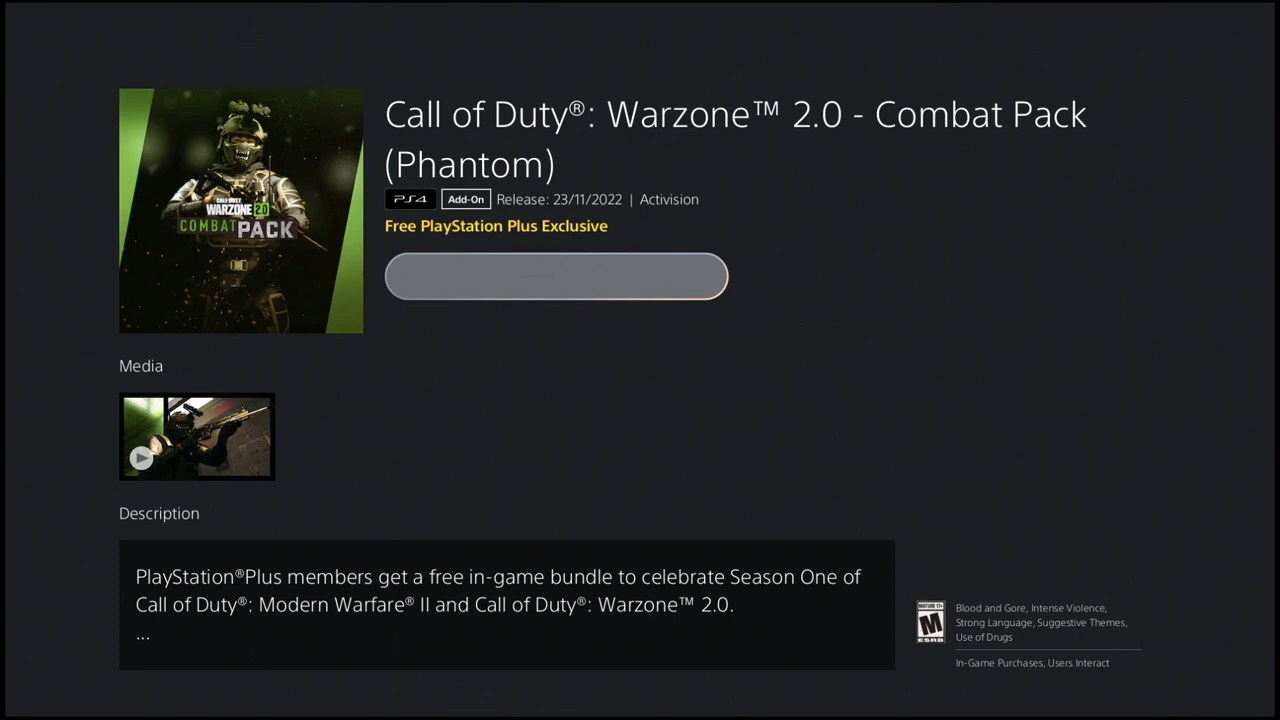 Call of Duty®: Warzone™ 2.0 - Combat Pack
(Phantom)
PS4 Add-On Release: 23/11/2022 | Activision
Free PlayStation Plus Exclusive
CALL OF DUTY
WARZONE 2.0
COMBAT PACK
Media
Description
PlayStation®Plus members get a free in-game bundle to celebrate Season One of
Call of Duty®: Modern Warfare® II and Call of Duty®: Warzone™ 2.0.
...
MATURE 17+
M
ESRB
Blood and Gore, Intense Violence,
Strong Language, Suggestive Themes,
Use of Drugs
In-Game Purchases, Users Interact